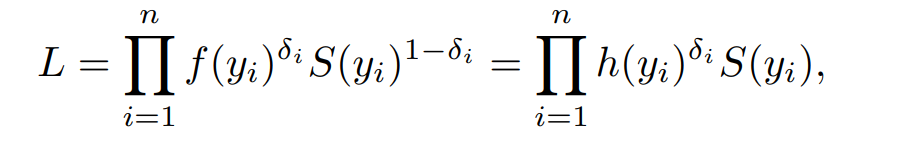 L = \prod_{i=1}^{n} f(y_i)^{\delta_i} S(y_i)^{1-\delta_i} = \prod_{i=1}^{n} h(y_i)^{\delta_i} S(y_i),